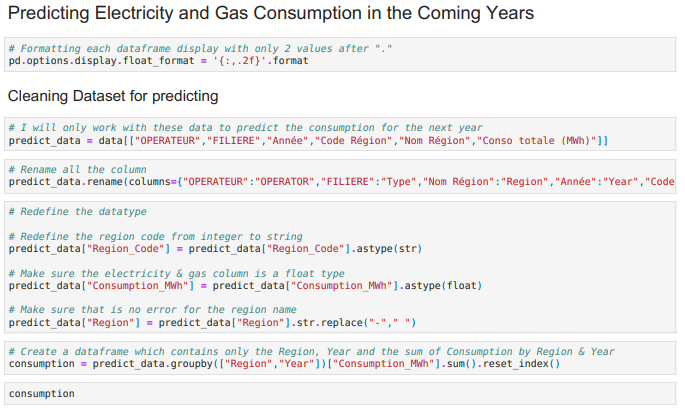 Predicting Electricity and Gas Consumption in the Coming Years
# Formatting each dataframe display with only 2 values after "."
pd.options.display.float_format = '{:,.2f}'.format
Cleaning Dataset for predicting
# I will only work with these data to predict the consumption for the next year
predict_data = data[["OPERATEUR","FILIERE","Année","Code Région","Nom Région","Conso totale (MWh)"]]
# Rename all the column
predict_data.rename(columns={"OPERATEUR":"OPERATOR","FILIERE":"Type","Nom Région":"Region","Année":"Year","Code
# Redefine the datatype
# Redefine the region code from integer to string
predict_data["Region_Code"] = predict_data["Region_Code"].astype(str)
# Make sure the electricity & gas column is a float type
predict_data["Consumption_MWh"] = predict_data["Consumption_MWh"].astype(float)
# Make sure that is no error for the region name
predict_data["Region"] = predict_data["Region"].str.replace("-"," ")
# Create a dataframe which contains only the Region, Year and the sum of Consumption by Region & Year
consumption = predict_data.groupby(["Region","Year"])["Consumption_MWh"].sum().reset_index()
consumption